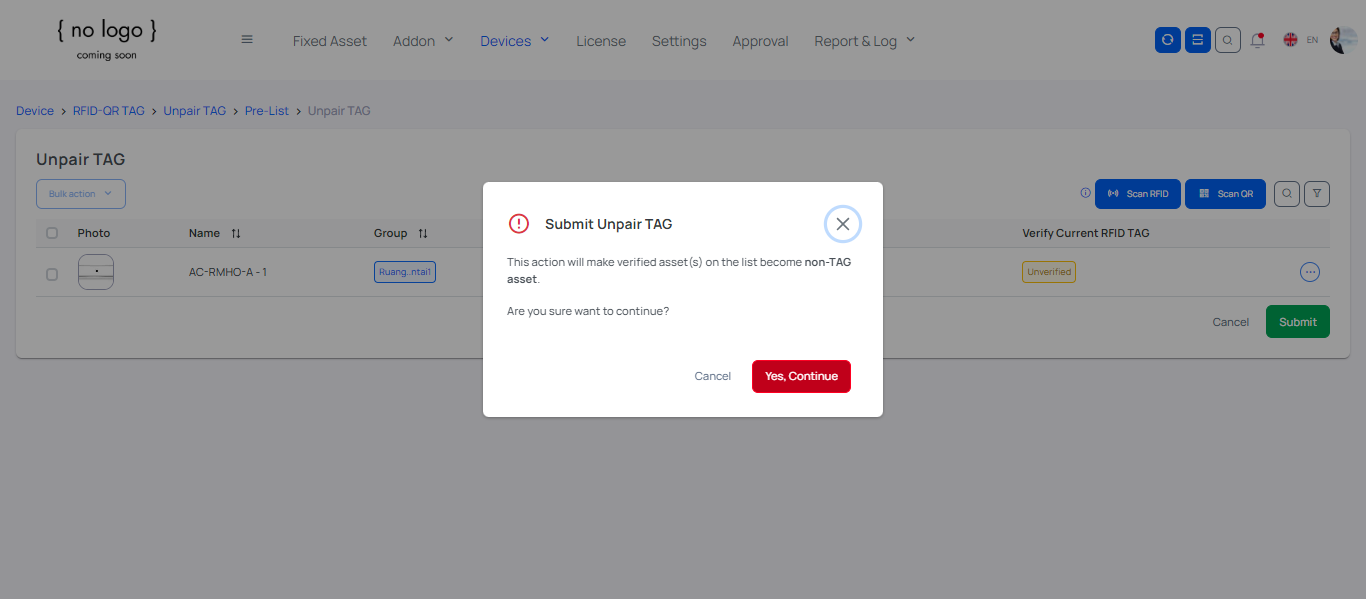 { no logo }
coming soon
Fixed Asset
Addon
Devices
License
Settings
Approval
Report & Log
EN
Device > RFID-QR TAG > Unpair TAG > Pre-List > Unpair TAG
Unpair TAG
Bulk action
Scan RFID
Scan QR
Photo
Name
Group
Verify Current RFID TAG
AC-RMHO-A - 1
Ruang..ntai1
Unverified
Cancel
Submit
Submit Unpair TAG
This action will make verified asset(s) on the list become non-TAG
asset.
Are you sure want to continue?
Cancel
Yes, Continue